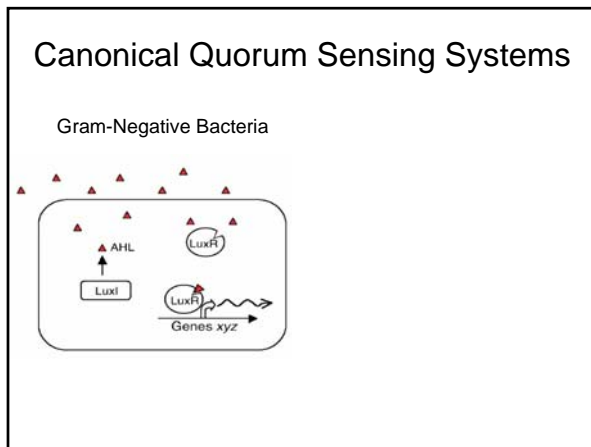 Canonical Quorum Sensing Systems
Gram-Negative Bacteria
AHL
LuxR
LuxI
LuxR
Genes xyz